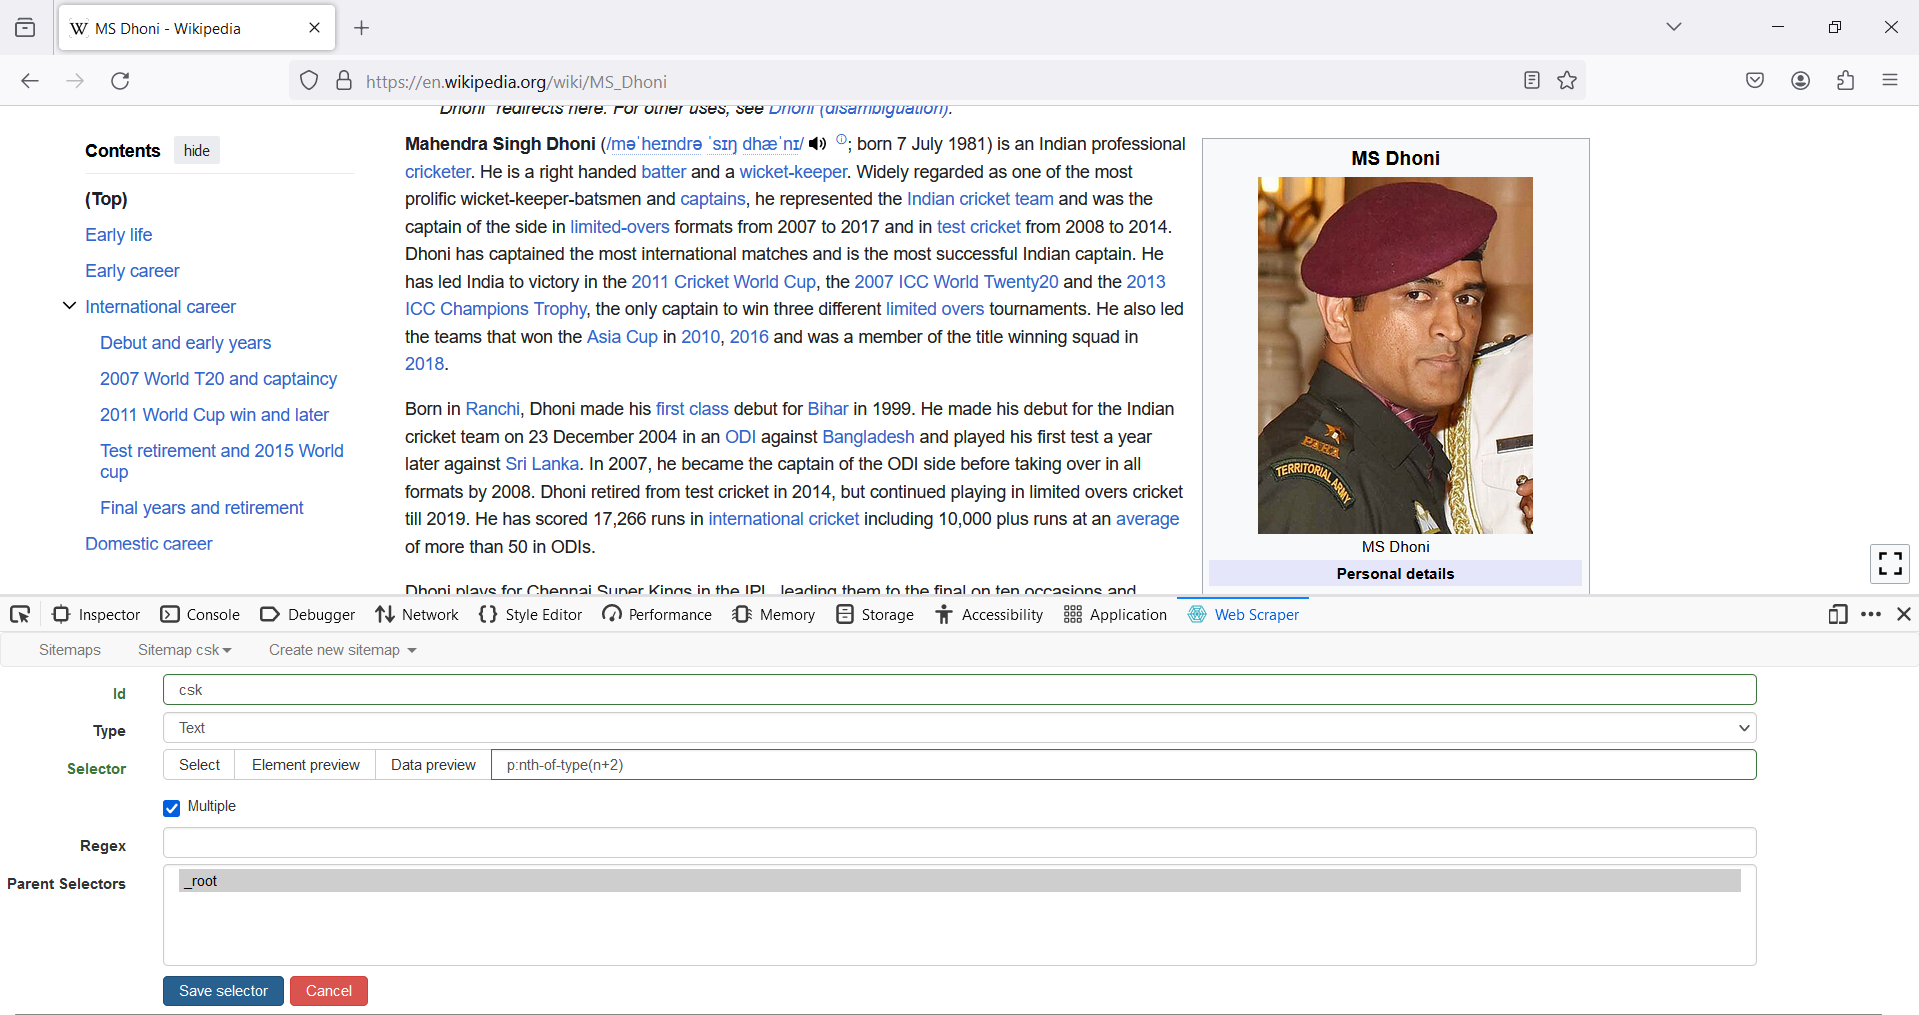 MS Dhoni - Wikipedia
https://en.wikipedia.org/wiki/MS_Dhoni
Dhoni" redirects here. For other uses, see Dhoni (disambiguation).
Contents hide
(Top)
Early life
Early career
International career
Debut and early years
2007 World T20 and captaincy
2011 World Cup win and later
Test retirement and 2015 World
cup
Final years and retirement
Domestic career
Mahendra Singh Dhoni (/məˈheɪndrə ˈsɪŋ dhæˈnɪ/ ⓘ; born 7 July 1981) is an Indian professional
cricketer. He is a right handed batter and a wicket-keeper. Widely regarded as one of the most
prolific wicket-keeper-batsmen and captains, he represented the Indian cricket team and was the
captain of the side in limited-overs formats from 2007 to 2017 and in test cricket from 2008 to 2014.
Dhoni has captained the most international matches and is the most successful Indian captain. He
has led India to victory in the 2011 Cricket World Cup, the 2007 ICC World Twenty20 and the 2013
ICC Champions Trophy, the only captain to win three different limited overs tournaments. He also led
the teams that won the Asia Cup in 2010, 2016 and was a member of the title winning squad in
2018.
Born in Ranchi, Dhoni made his first class debut for Bihar in 1999. He made his debut for the Indian
cricket team on 23 December 2004 in an ODI against Bangladesh and played his first test a year
later against Sri Lanka. In 2007, he became the captain of the ODI side before taking over in all
formats by 2008. Dhoni retired from test cricket in 2014, but continued playing in limited overs cricket
till 2019. He has scored 17,266 runs in international cricket including 10,000 plus runs at an average
of more than 50 in ODIs.
Dhoni plays for Chennai Super Kings in the IPL, leading them to the final on ten occasions and
MS Dhoni
PARA
TERRITORIAL ARMY
MS Dhoni
Personal details
Inspector Console Debugger Network Style Editor Performance Memory Storage Accessibility Application Web Scraper
Sitemaps Sitemap csk Create new sitemap
Id csk
Type Text
Selector Select Element preview Data preview p:nth-of-type(n+2)
Multiple
Regex
Parent Selectors _root
Save selector Cancel